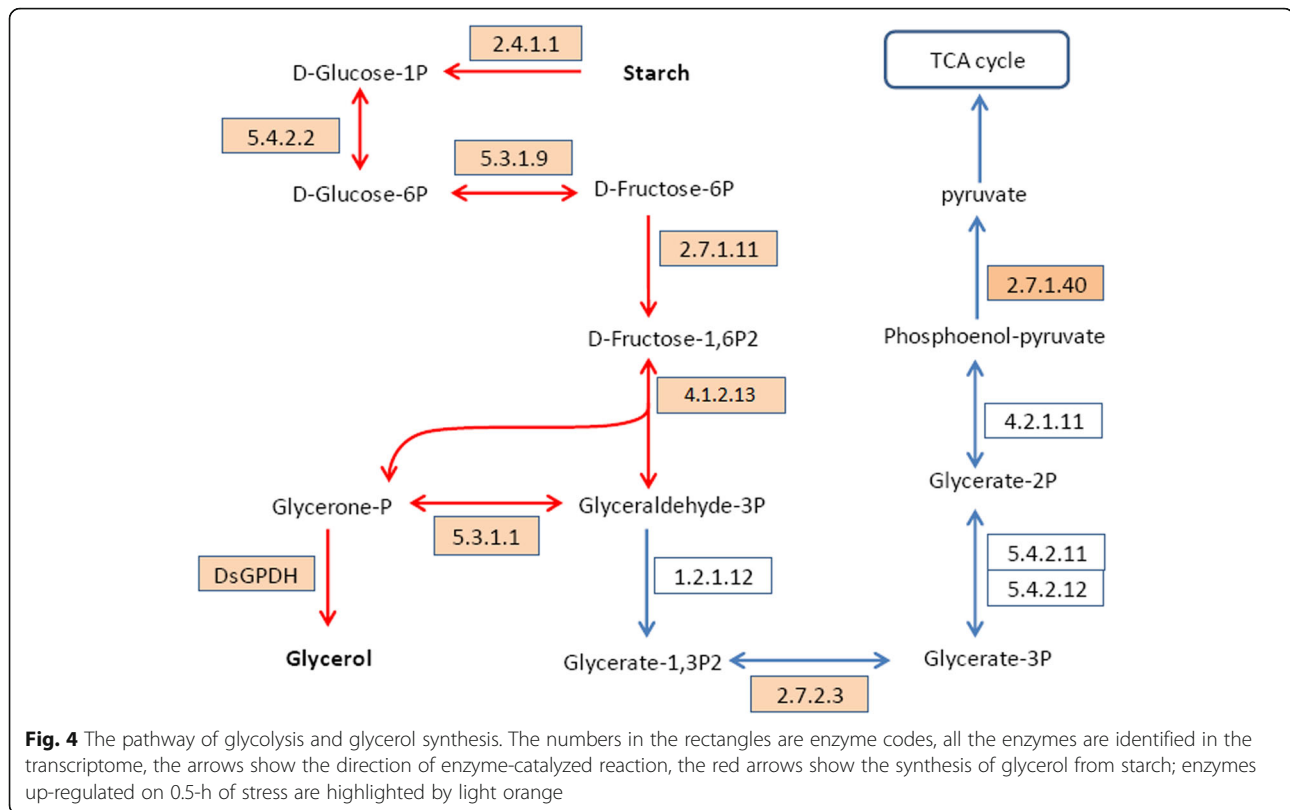 2.4.1.1
D-Glucose-1P
Starch
TCA cycle
5.4.2.2
5.3.1.9
D-Glucose-6P
D-Fructose-6P
pyruvate
2.7.1.11
2.7.1.40
D-Fructose-1,6P2
Phosphoenol-pyruvate
4.1.2.13
4.2.1.11
Glycerate-2P
Glycerone-P
Glyceraldehyde-3P
5.3.1.1
5.4.2.11
DsGPDH
1.2.1.12
5.4.2.12
Glycerol
Glycerate-1,3P2
Glycerate-3P
2.7.2.3
Fig. 4 The pathway of glycolysis and glycerol synthesis. The numbers in the rectangles are enzyme codes, all the enzymes are identified in the
transcriptome, the arrows show the direction of enzyme-catalyzed reaction, the red arrows show the synthesis of glycerol from starch; enzymes
up-regulated on 0.5-h of stress are highlighted by light orange